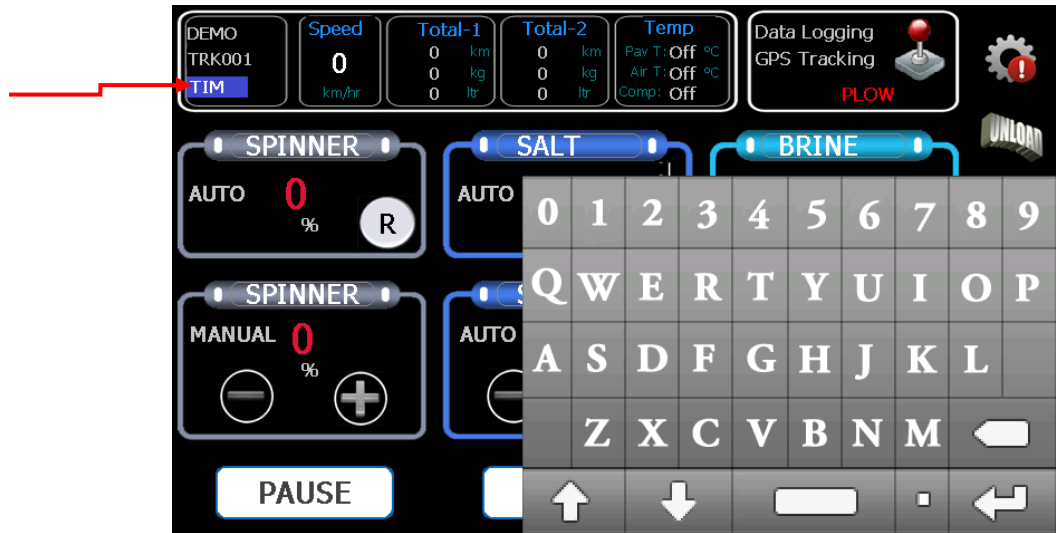 DEMO
TRK001
TIM
Speed
0
km/hr
Total-1
0 km
0 kg
0 ltr
Total-2
0 km
0 kg
0 ltr
Temp
Pav T: Off ºC
Air T: Off ºC
Comp: Off
Data Logging
GPS Tracking
PLOW
UNLOAD
SPINNER
AUTO 0
%
R
SALT
AUTO
BRINE
SPINNER
MANUAL 0
%
S
AUTO
PAUSE
0 1 2 3 4 5 6 7 8 9
Q W E R T Y U I O P
A S D F G H J K L
Z X C V B N M
.